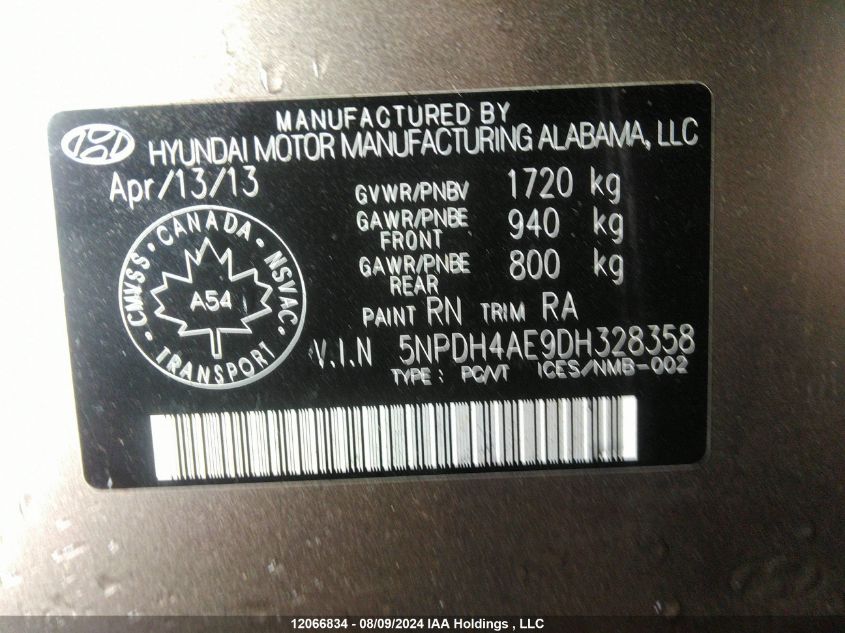 MANUFACTURED BY
HYUNDAI MOTOR MANUFACTURING ALABAMA, LLC
Apr/13/13
GVWR/PNBV 1720 kg
GAWR/PNBE FRONT 940 kg
GAWR/PNBE REAR 800 kg
CANADA · NSVAC · TRANSPORT · CMVSS
A54
PAINT RN TRIM RA
V.I.N 5NPDH4AE9DH328358
TYPE : PC/VT ICES/NMB-002
12066834 - 08/09/2024 IAA Holdings , LLC